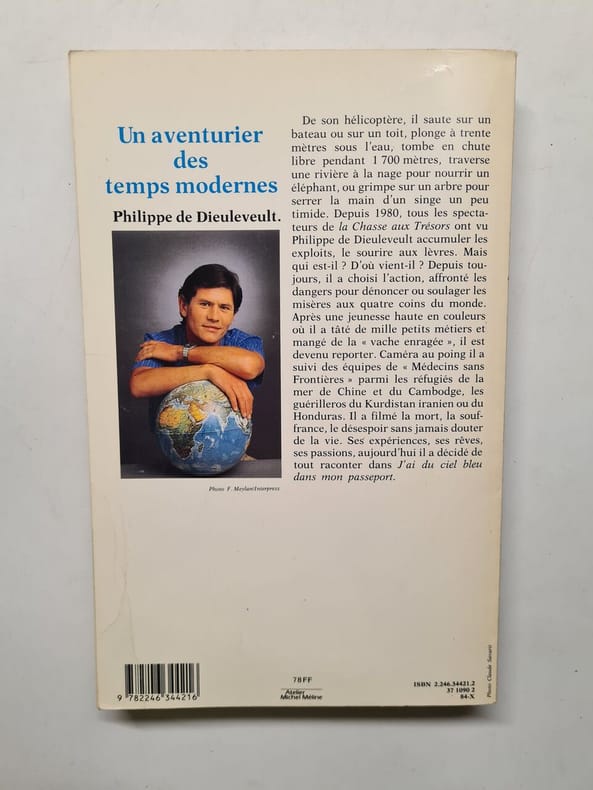 Un aventurier
des
temps modernes
Philippe de Dieuleveult.
Photo F. Meylan/Interpress
De son hélicoptère, il saute sur un
bateau ou sur un toit, plonge à trente
mètres sous l'eau, tombe en chute
libre pendant 1 700 mètres, traverse
une rivière à la nage pour nourrir un
éléphant, ou grimpe sur un arbre pour
serrer la main d'un singe un peu
timide. Depuis 1980, tous les specta-
teurs de la Chasse aux Trésors ont vu
Philippe de Dieuleveult accumuler les
exploits, le sourire aux lèvres. Mais
qui est-il ? D'où vient-il ? Depuis tou-
jours, il a choisi l'action, affronté les
dangers pour dénoncer ou soulager les
misères aux quatre coins du monde.
Après une jeunesse haute en couleurs
où il a tâté de mille petits métiers et
mangé de la « vache enragée », il est
devenu reporter. Caméra au poing il a
suivi des équipes de « Médecins sans
Frontières » parmi les réfugiés de la
mer de Chine et du Cambodge, les
guérilleros du Kurdistan iranien ou du
Honduras. Il a filmé la mort, la souf-
france, le désespoir sans jamais douter
de la vie. Ses expériences, ses rêves,
ses passions, aujourd'hui il a décidé de
tout raconter dans J'ai du ciel bleu
dans mon passeport.
9 782246 344216
78 FF
Atelier
Michel Méline
ISBN 2.246.34421.2
37 1090 2
84-X
Photo Claude Savarit